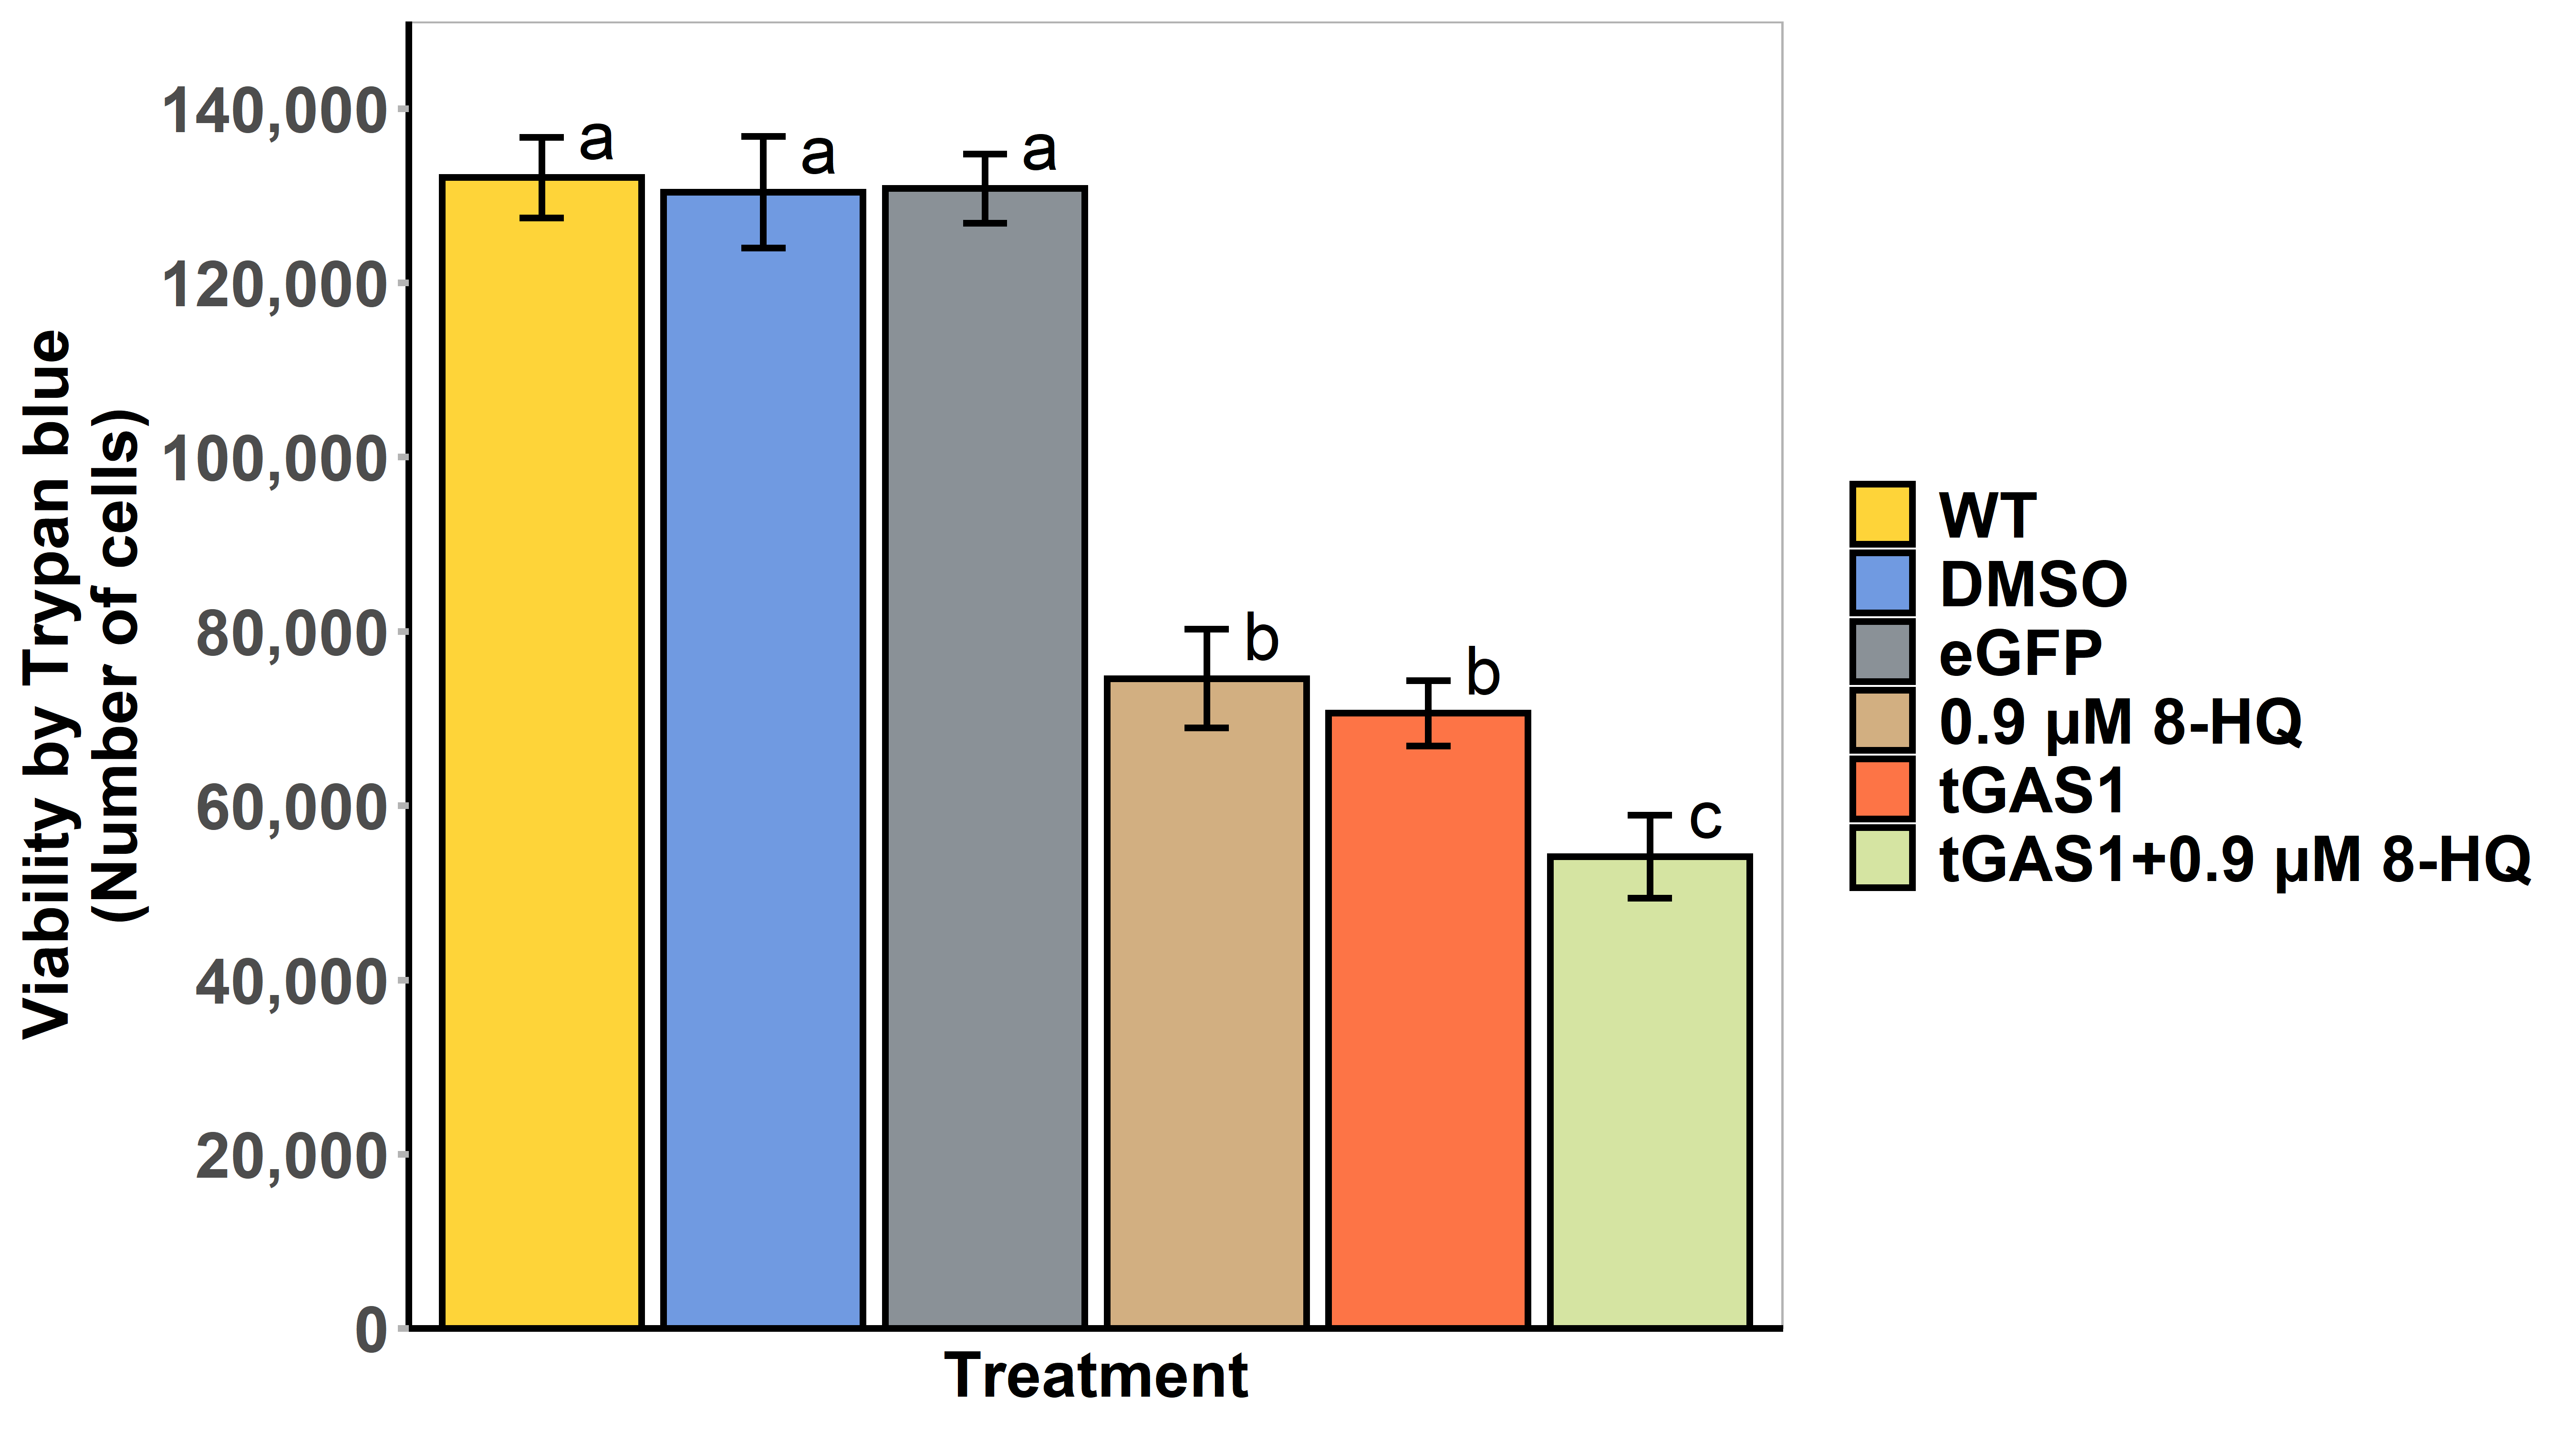 Viability by Trypan blue
(Number of cells)
140,000
120,000
100,000
80,000
60,000
40,000
20,000
0
a
a
a
b
b
c
Treatment
WT
DMSO
eGFP
0.9 µM 8-HQ
tGAS1
tGAS1+0.9 µM 8-HQ